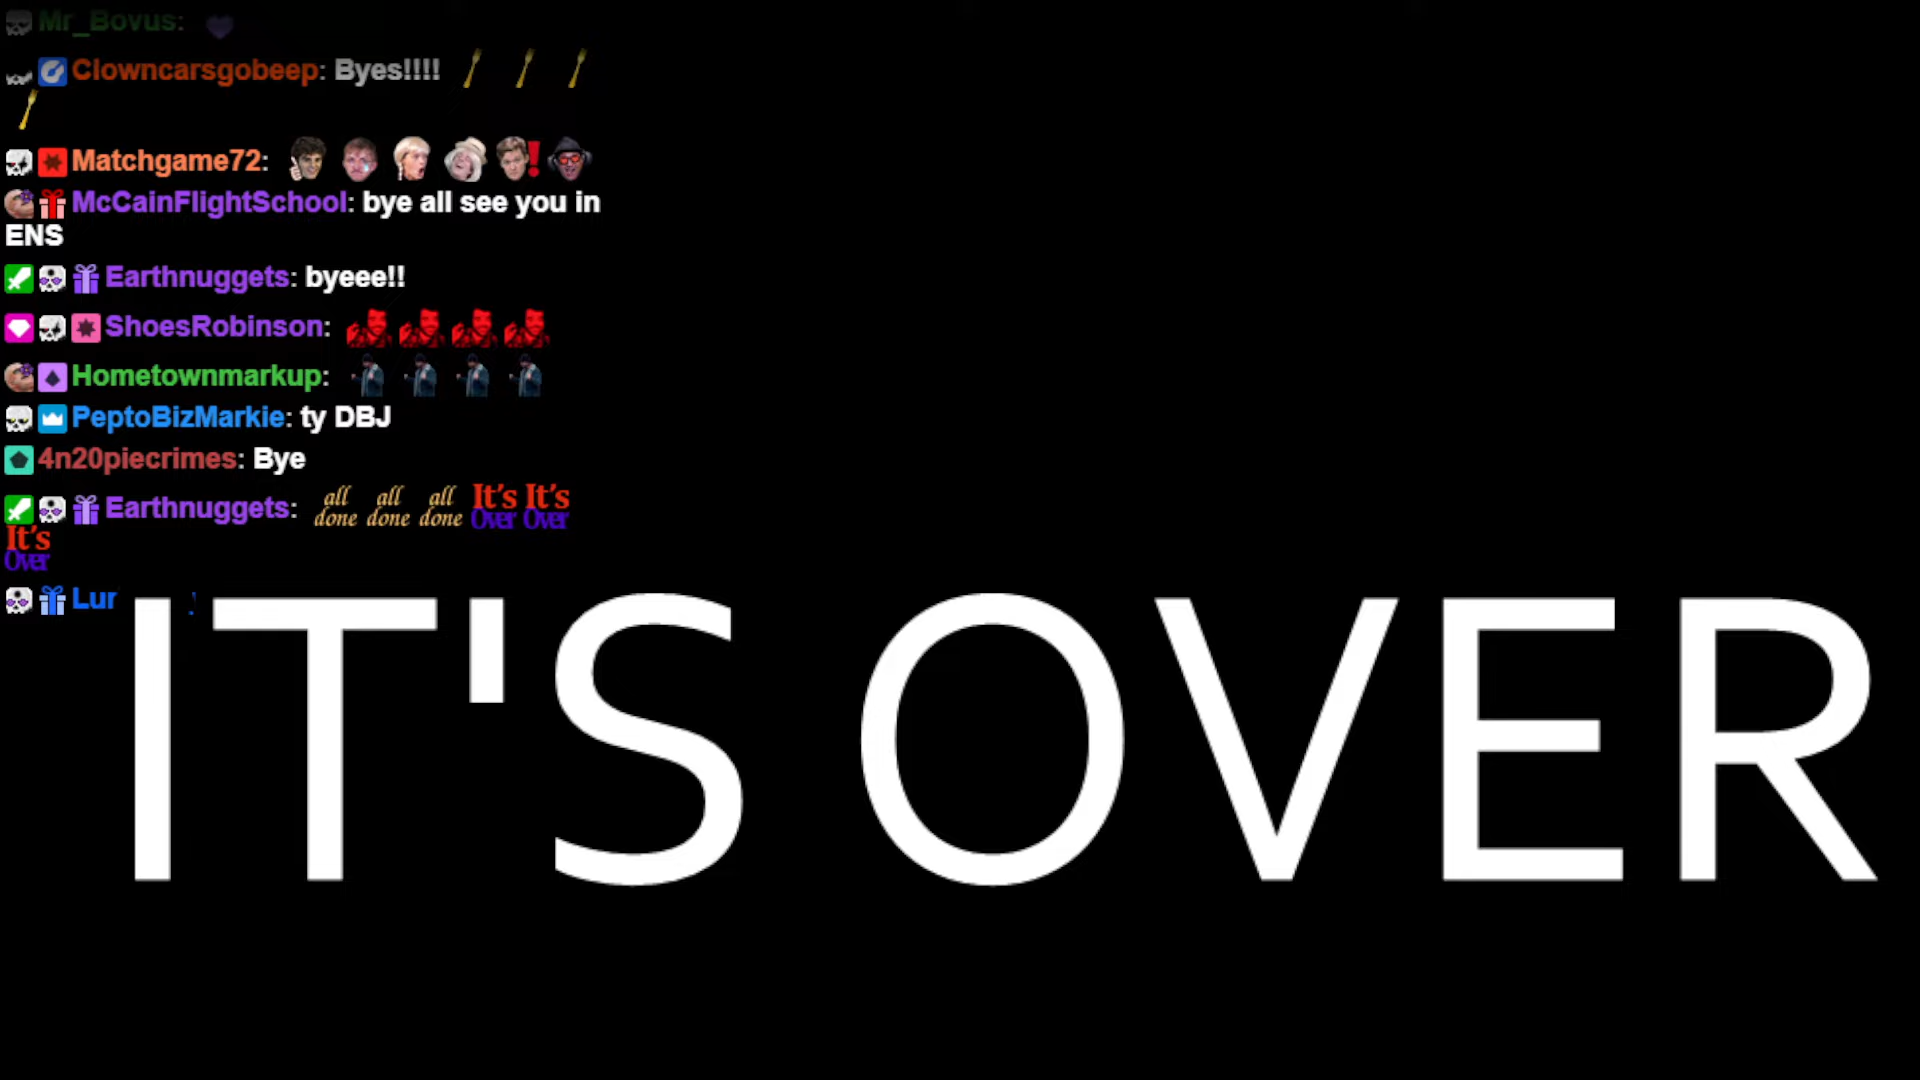 Mr_Bovus:
Clowncarsgobeep: Byes!!!!
Matchgame72:
McCainFlightSchool: bye all see you in
ENS
Earthnuggets: byeee!!
ShoesRobinson:
Hometownmarkup:
PeptoBizMarkie: ty DBJ
4n20piecrimes: Bye
Earthnuggets: all done all done all done It's Over It's Over
It's Over
IT'S OVER